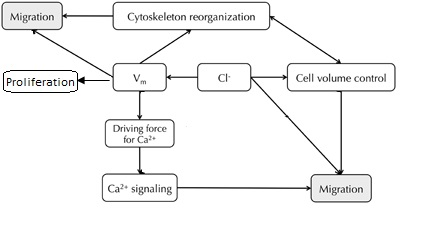 Migration
Cytoskeleton reorganization
Proliferation
Vₘ
Cl⁻
Cell volume control
Driving force
for Ca²⁺
Ca²⁺ signaling
Migration